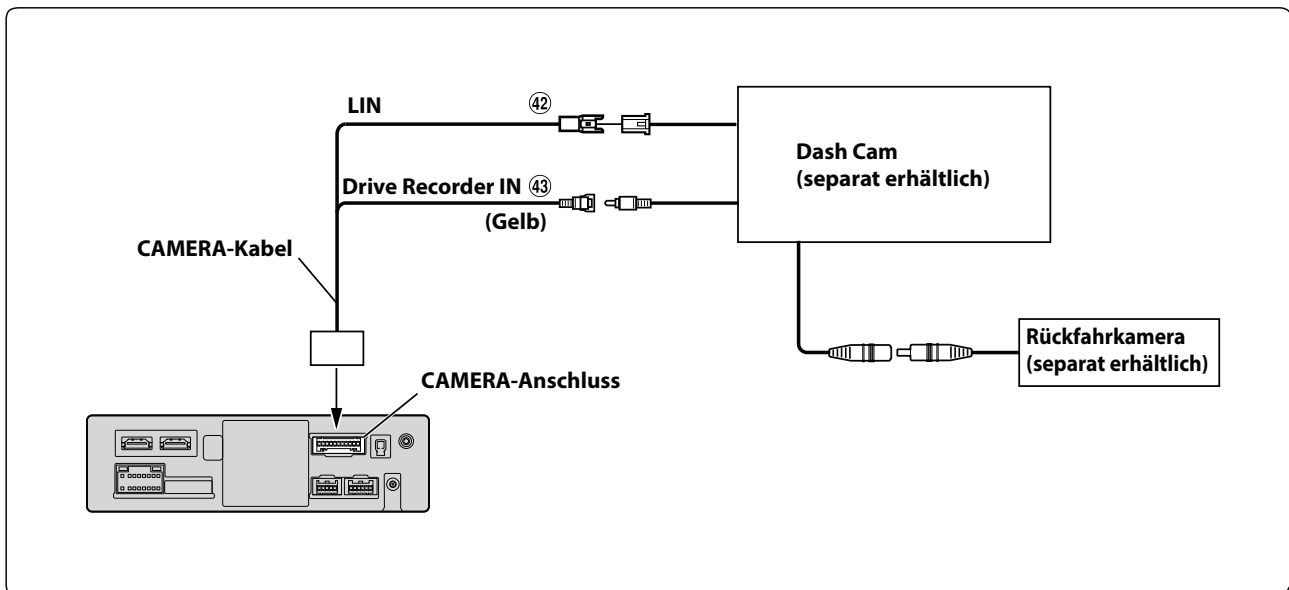 LIN ㊷
Drive Recorder IN ㊸
(Gelb)
Dash Cam
(separat erhältlich)
CAMERA-Kabel
Rückfahrkamera
(separat erhältlich)
CAMERA-Anschluss